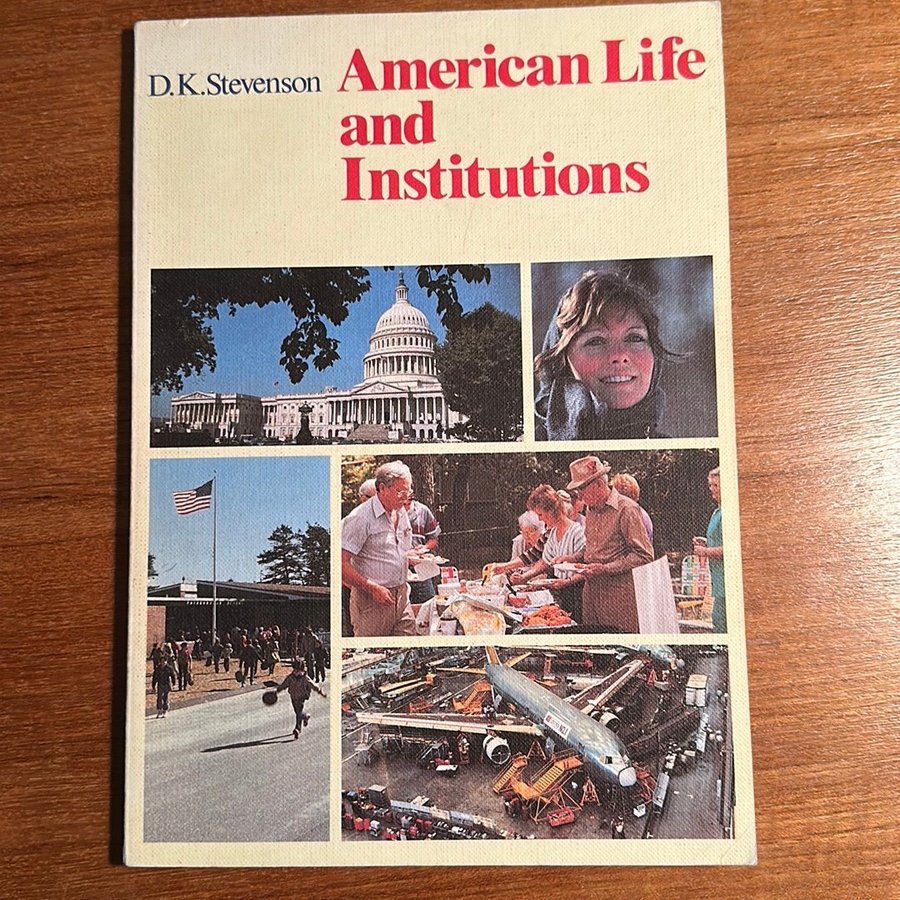 D.K.Stevenson
American Life
and
Institutions